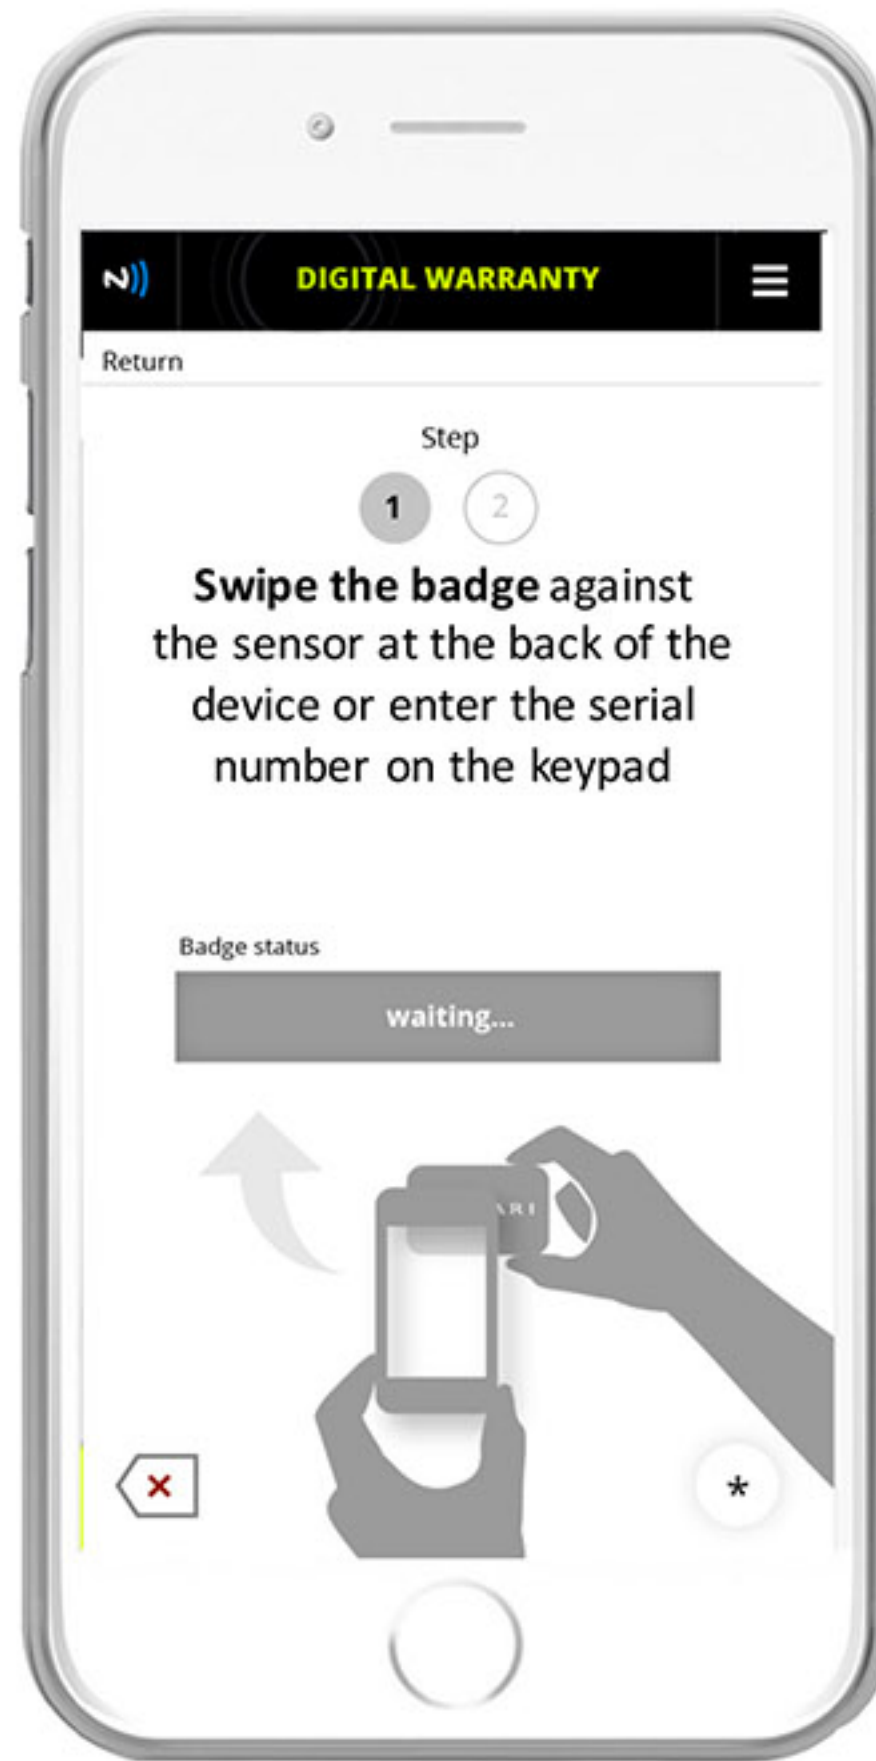 DIGITAL WARRANTY
Return
Step
1 2
Swipe the badge against
the sensor at the back of the
device or enter the serial
number on the keypad
Badge status
waiting...
ARI
*